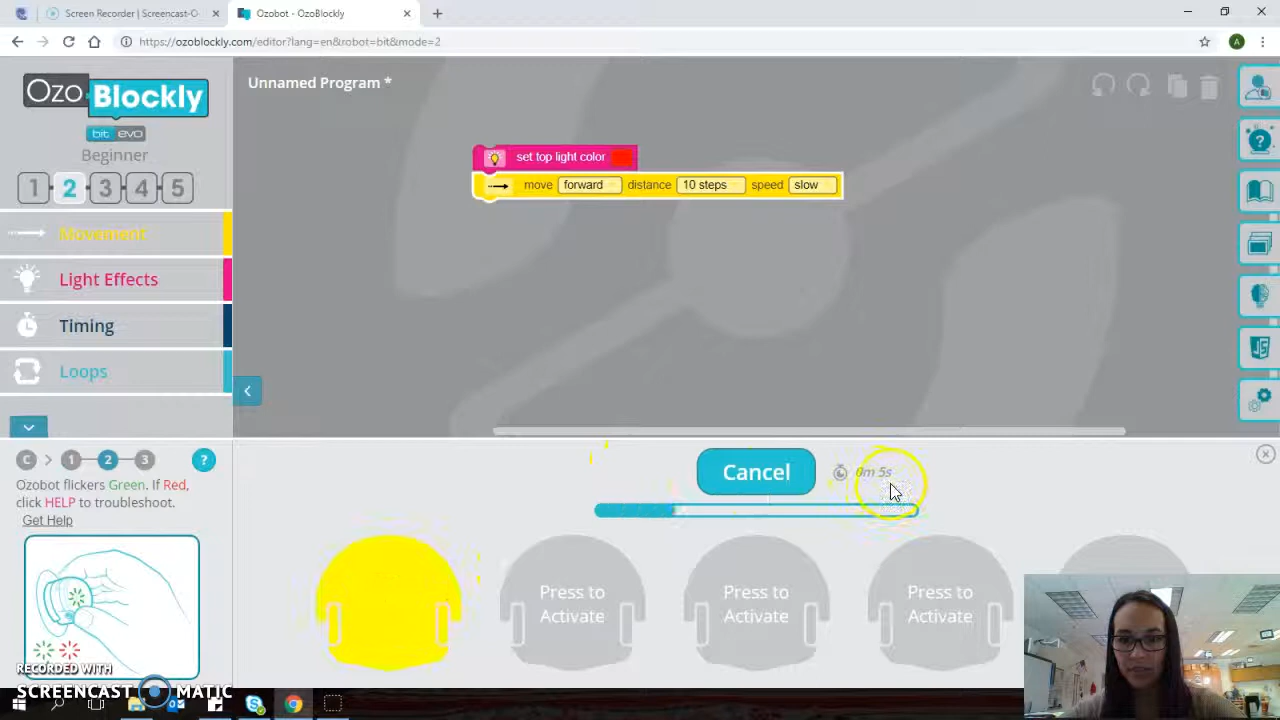 Screen Recorder | Screencast-O
Ozobot - OzoBlockly
https://ozoblockly.com/editor?lang=en&robot=bit&mode=2
A
Ozo Blockly
bit evo
Beginner
1 2 3 4 5
Movement
Light Effects
Timing
Loops
Unnamed Program *
set top light color
move forward distance 10 steps speed slow
?
JS
C 1 2 3 ?
Ozobot flickers Green. If Red,
click HELP to troubleshoot.
Get Help
Cancel
0m 5s
Press to
Activate
Press to
Activate
Press to
Activate
RECORDED WITH
SCREENCAST MATIC